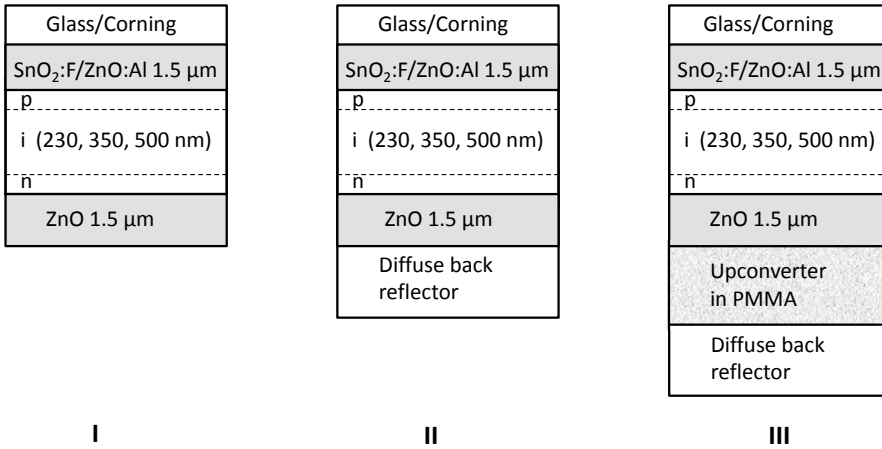 Glass/Corning
SnO₂:F/ZnO:Al 1.5 μm
p
i (230, 350, 500 nm)
n
ZnO 1.5 μm
I
Glass/Corning
SnO₂:F/ZnO:Al 1.5 μm
p
i (230, 350, 500 nm)
n
ZnO 1.5 μm
Diffuse back
reflector
II
Glass/Corning
SnO₂:F/ZnO:Al 1.5 μm
p
i (230, 350, 500 nm)
n
ZnO 1.5 μm
Upconverter
in PMMA
Diffuse back
reflector
III